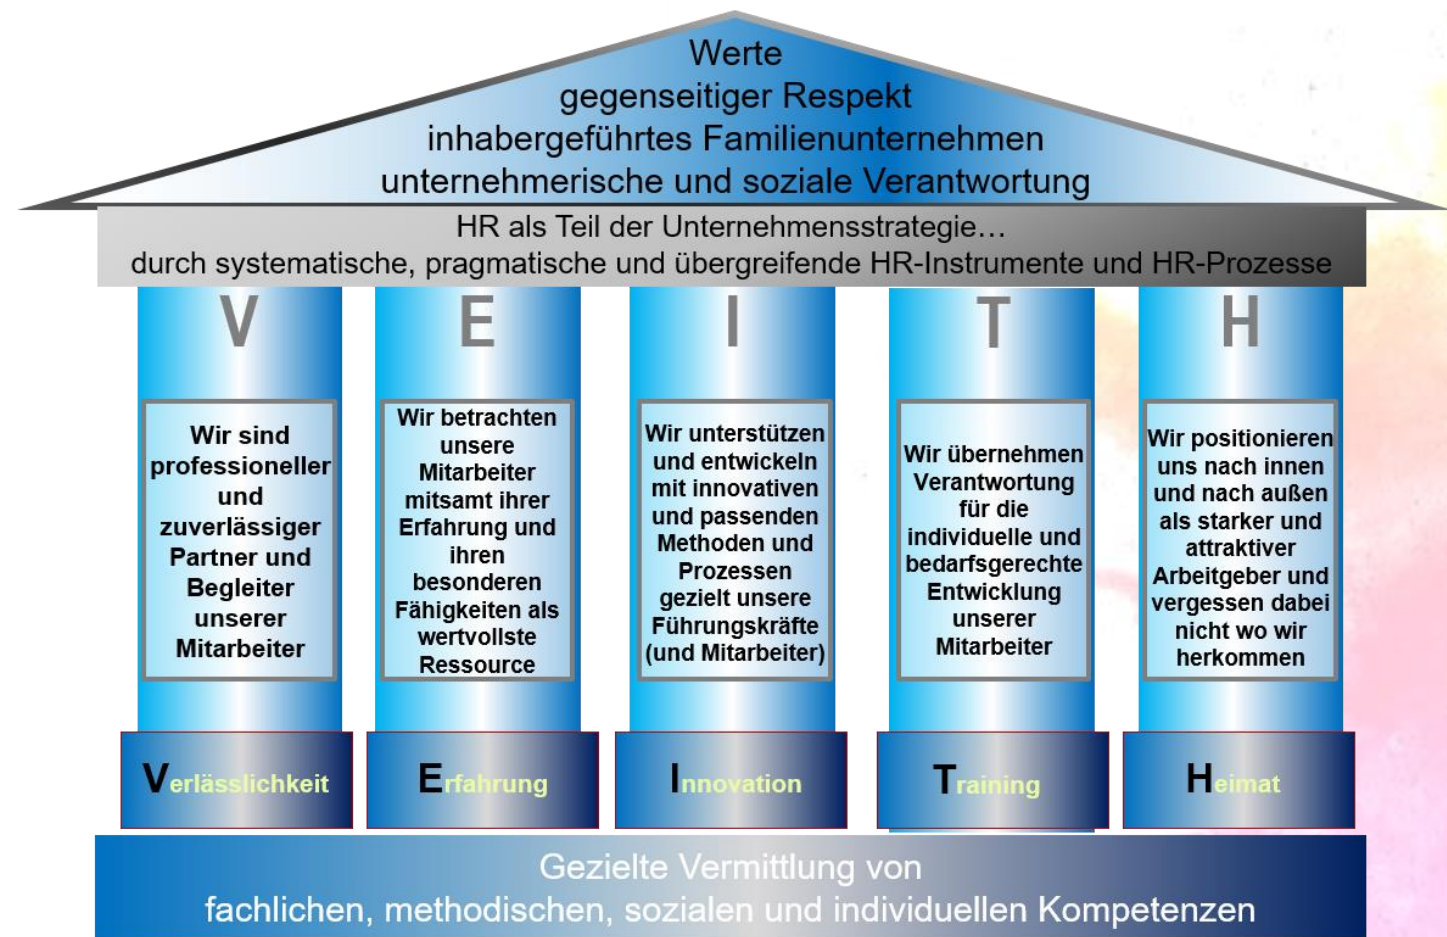 Werte
gegenseitiger Respekt
inhabergeführtes Familienunternehmen
unternehmerische und soziale Verantwortung
HR als Teil der Unternehmensstrategie…
durch systematische, pragmatische und übergreifende HR-Instrumente und HR-Prozesse
V
Wir sind
professioneller
und
zuverlässiger
Partner und
Begleiter
unserer
Mitarbeiter
Verlässlichkeit
E
Wir betrachten
unsere
Mitarbeiter
mitsamt ihrer
Erfahrung und
ihren
besonderen
Fähigkeiten als
wertvollste
Ressource
Erfahrung
I
Wir unterstützen
und entwickeln
mit innovativen
und passenden
Methoden und
Prozessen
gezielt unsere
Führungskräfte
(und Mitarbeiter)
Innovation
T
Wir übernehmen
Verantwortung
für die
individuelle und
bedarfsgerechte
Entwicklung
unserer
Mitarbeiter
Training
H
Wir positionieren
uns nach innen
und nach außen
als starker und
attraktiver
Arbeitgeber und
vergessen dabei
nicht wo wir
herkommen
Heimat
Gezielte Vermittlung von
fachlichen, methodischen, sozialen und individuellen Kompetenzen